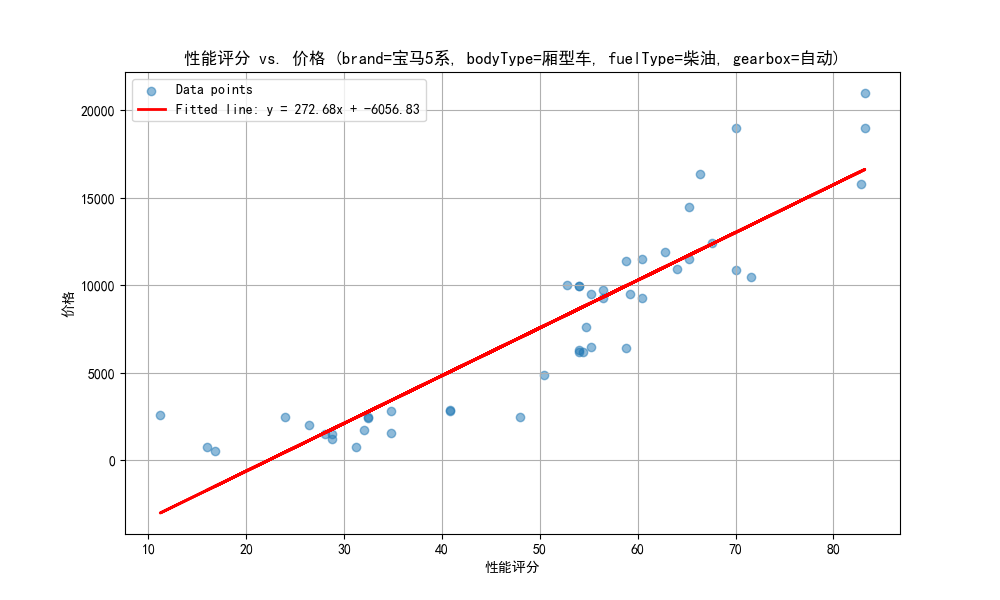 性能评分 vs. 价格 (brand=宝马5系, bodyType=厢型车, fuelType=柴油, gearbox=自动)
Data points
Fitted line: y = 272.68x + -6056.83
20000
15000
10000
5000
0
价格
10 20 30 40 50 60 70 80
性能评分